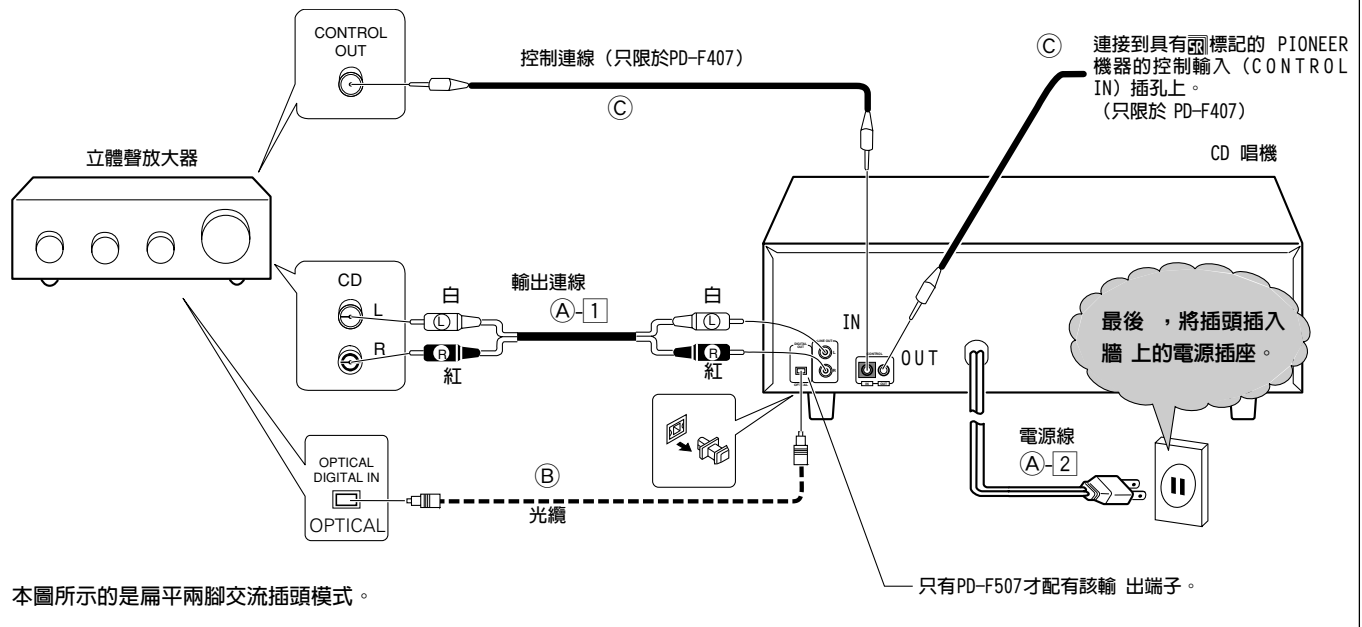 CONTROL
OUT
控制連線（只限於PD-F407）
Ⓒ
Ⓒ
連接到具有SR標記的 PIONEER
機器的控制輸入（CONTROL
IN）插孔上。
（只限於 PD-F407）
立體聲放大器
CD 唱機
CD
L
R
白
Ⓛ
Ⓡ
紅
輸出連線
Ⓐ-1
白
Ⓛ
Ⓡ
紅
IN
OUT
DIGITAL
OUT
LINE OUT
L
R
CONTROL
最後 ，將插頭插入
牆 上的電源插座。
電源線
Ⓐ-2
OPTICAL
DIGITAL IN
OPTICAL
Ⓑ
光纜
只有PD-F507才配有該輸 出端子。
本圖所示的是扁平兩腳交流插頭模式。